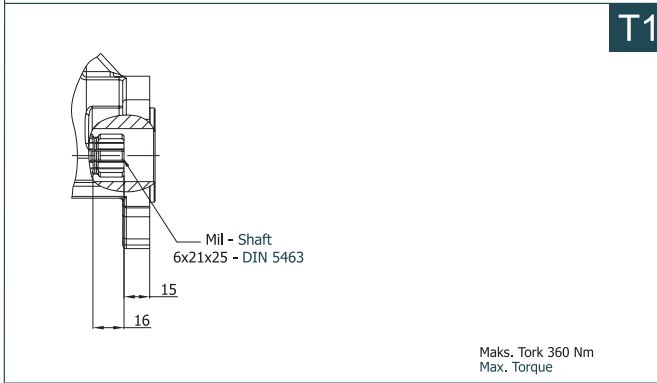 T1
Mil - Shaft
6x21x25 - DIN 5463
15
16
Maks. Tork 360 Nm
Max. Torque